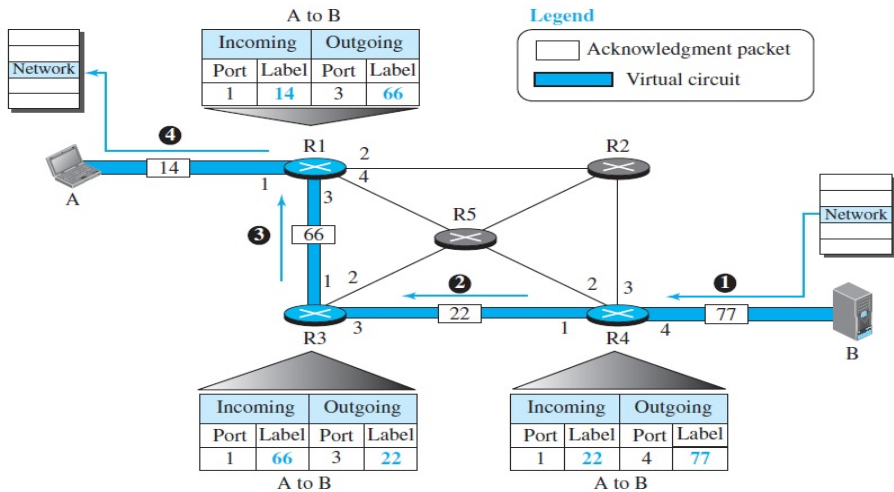 A to B
Incoming Outgoing
Port Label Port Label
1 14 3 66
Legend
Acknowledgment packet
Virtual circuit
Network
4
14
A
R1
1
2
4
3
R2
R5
Network
3
66
1
2
2
22
3
R3
2
3
1
4
R4
1
77
B
Incoming Outgoing
Port Label Port Label
1 66 3 22
A to B
Incoming Outgoing
Port Label Port Label
1 22 4 77
A to B